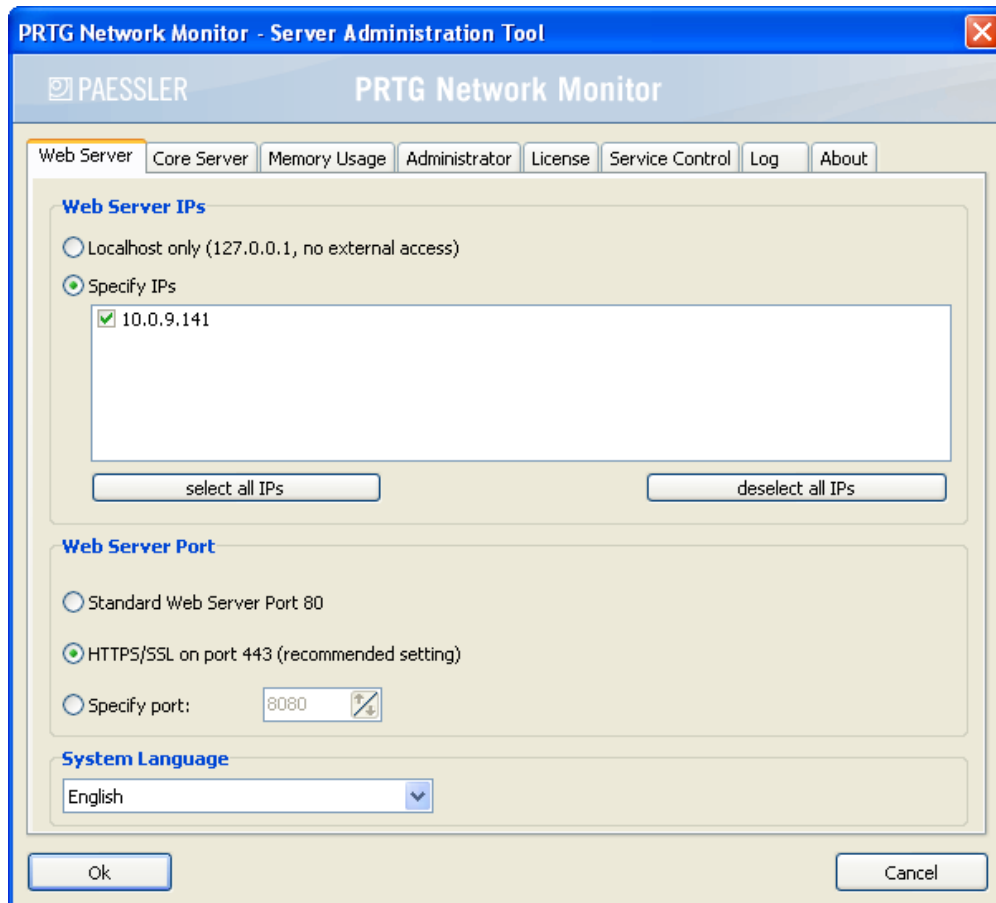 PRTG Network Monitor - Server Administration Tool
PAESSLER PRTG Network Monitor
Web Server Core Server Memory Usage Administrator License Service Control Log About
Web Server IPs
Localhost only (127.0.0.1, no external access)
Specify IPs
10.0.9.141
select all IPs deselect all IPs
Web Server Port
Standard Web Server Port 80
HTTPS/SSL on port 443 (recommended setting)
Specify port: 8080
System Language
English
Ok Cancel